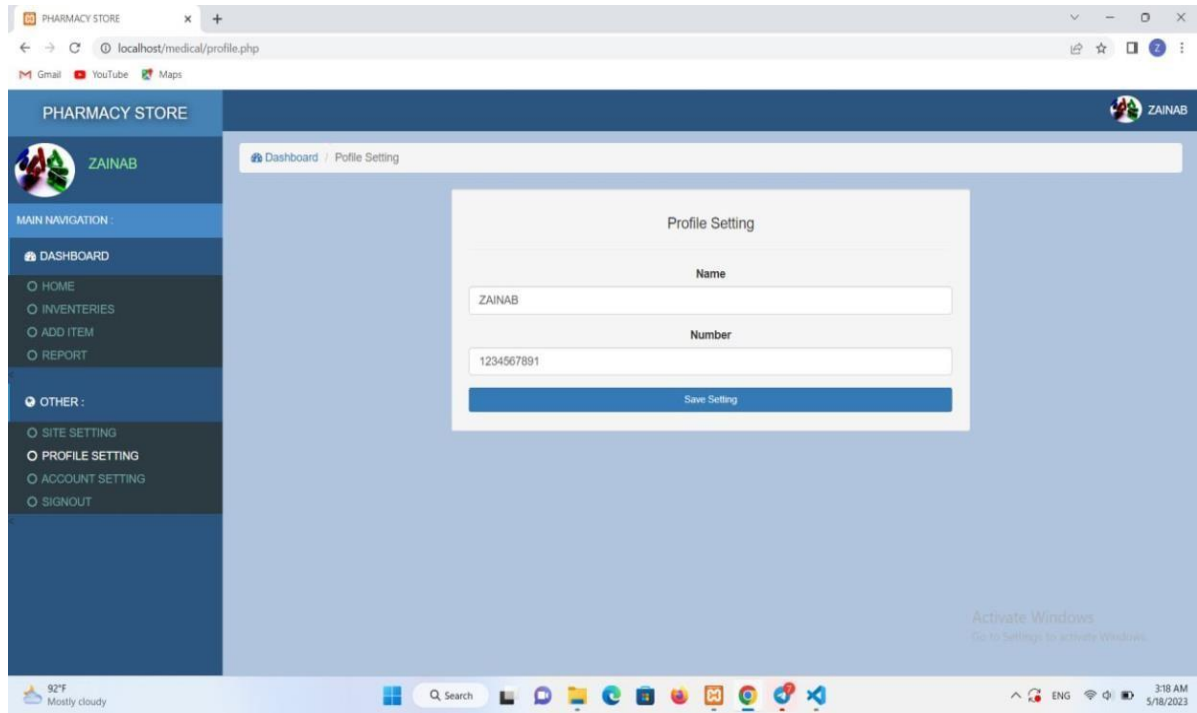 PHARMACY STORE
localhost/medical/profile.php
Z
Gmail
YouTube
Maps
PHARMACY STORE
ZAINAB
ZAINAB
Dashboard / Pofile Setting
MAIN NAVIGATION :
DASHBOARD
HOME
INVENTERIES
ADD ITEM
REPORT
OTHER :
SITE SETTING
PROFILE SETTING
ACCOUNT SETTING
SIGNOUT
Profile Setting
Name
ZAINAB
Number
1234567891
Save Setting
Activate Windows
Go to Settings to activate Windows.
92°F
Mostly cloudy
Search
7
ENG
3:18 AM
5/18/2023